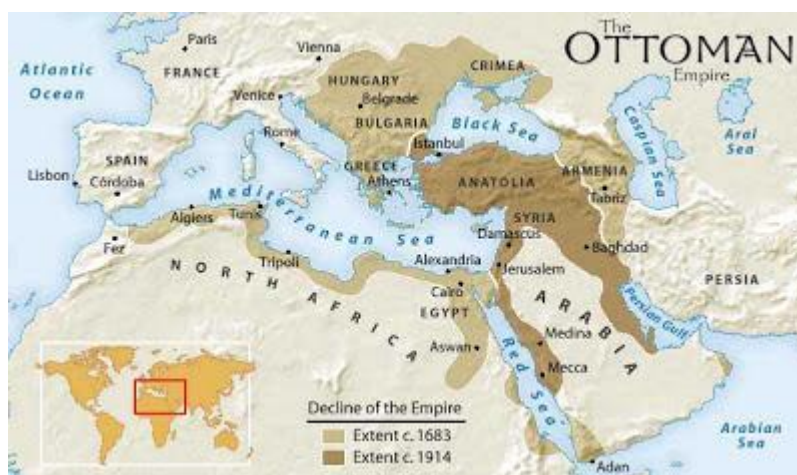 The
OTTOMAN
Empire
Paris
Vienna
CRIMEA
Atlantic
Ocean
FRANCE
HUNGARY
Venice
Belgrade
BULGARIA
Black Sea
Caspian Sea
Aral
Sea
Rome
Istanbul
SPAIN
GREECE
ARMENIA
Lisbon
Córdoba
Athens
ANATOLIA
Tabriz
Mediterranean Sea
Algiers
Tunis
SYRIA
Damascus
Baghdad
Fez
Tripoli
Alexandria
Jerusalem
PERSIA
NORTH AFRICA
Cairo
ARABIA
Persian Gulf
EGYPT
Medina
Aswan
Red Sea
Mecca
Decline of the Empire
Extent c. 1683
Extent c. 1914
Arabian
Sea
Adan